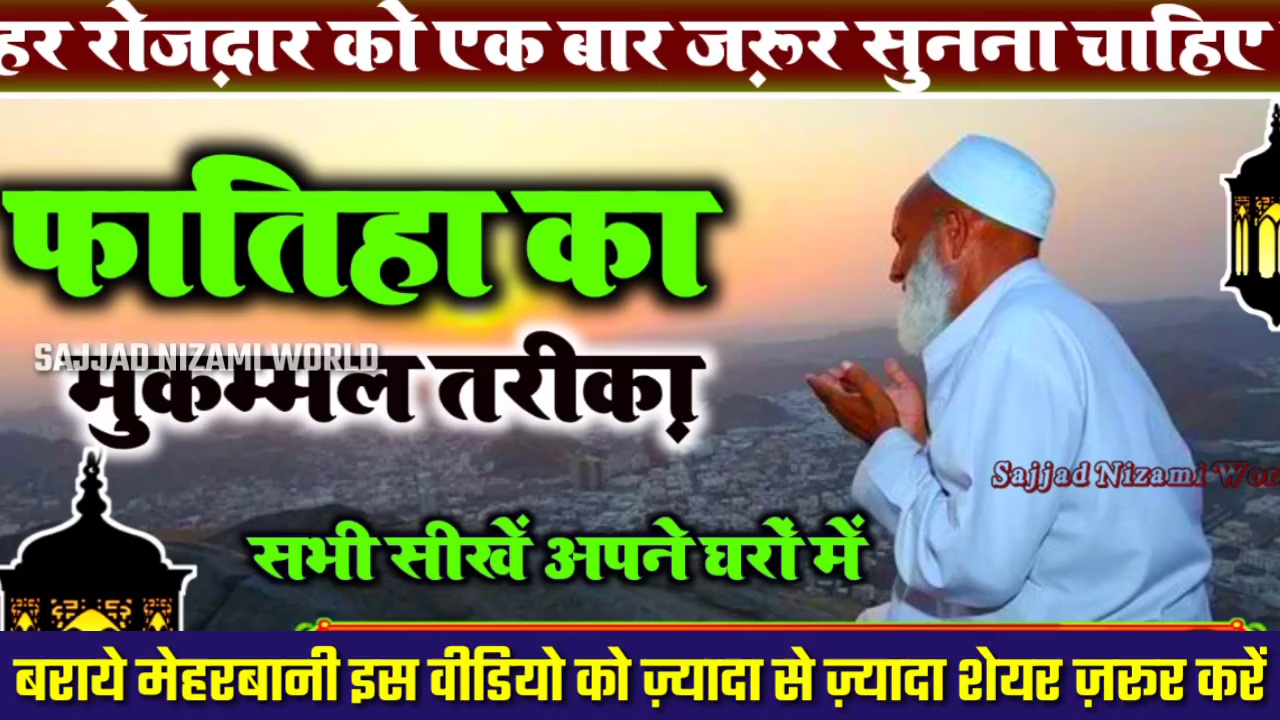 हर रोजद़ार को एक बार जरू़र सुनना चाहिए
फातिहा का
SAJJAD NIZAMI WORLD
मुकम्मल तरीका़
Sajjad Nizami Wor
सभी सीखें अपने घरों में
बराये मेहरबानी इस वीडियो को ज़्यादा से ज़्यादा शेयर ज़रूर करें